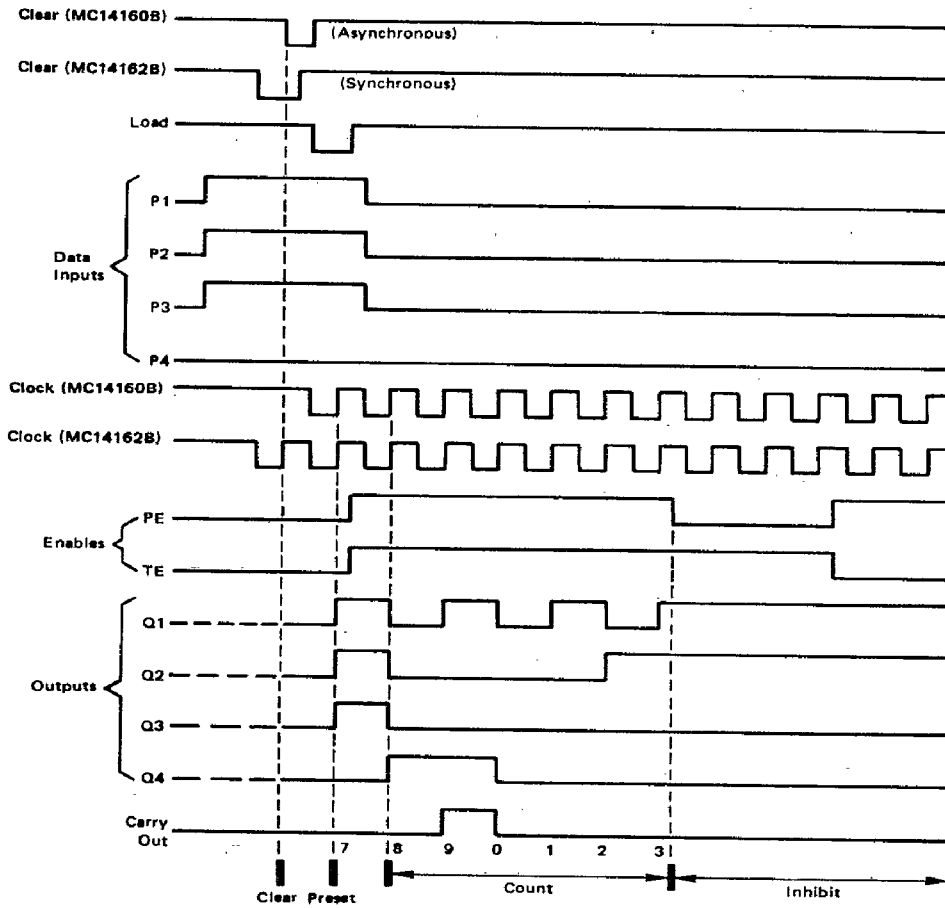 Clear (MC14160B)
(Asynchronous)
Clear (MC14162B)
(Synchronous)
Load
P1
P2
Data
Inputs
P3
P4
Clock (MC14160B)
Clock (MC14162B)
PE
Enables
TE
Q1
Q2
Outputs
Q3
Q4
Carry
Out
7 8 9 0 1 2 3
Clear Preset Count Inhibit